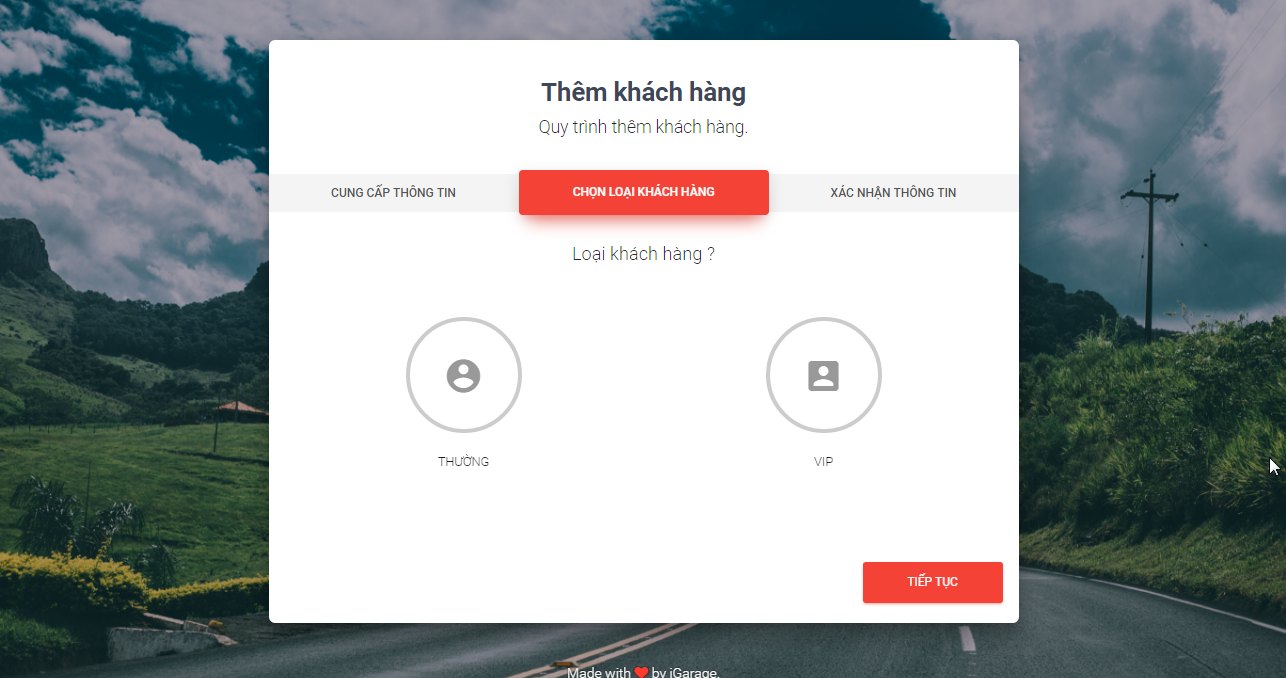 Thêm khách hàng
Quy trình thêm khách hàng.
CUNG CẤP THÔNG TIN
CHỌN LOẠI KHÁCH HÀNG
XÁC NHẬN THÔNG TIN
Loại khách hàng ?
THƯỜNG
VIP
TIẾP TỤC
Made with ❤ by iGarage.